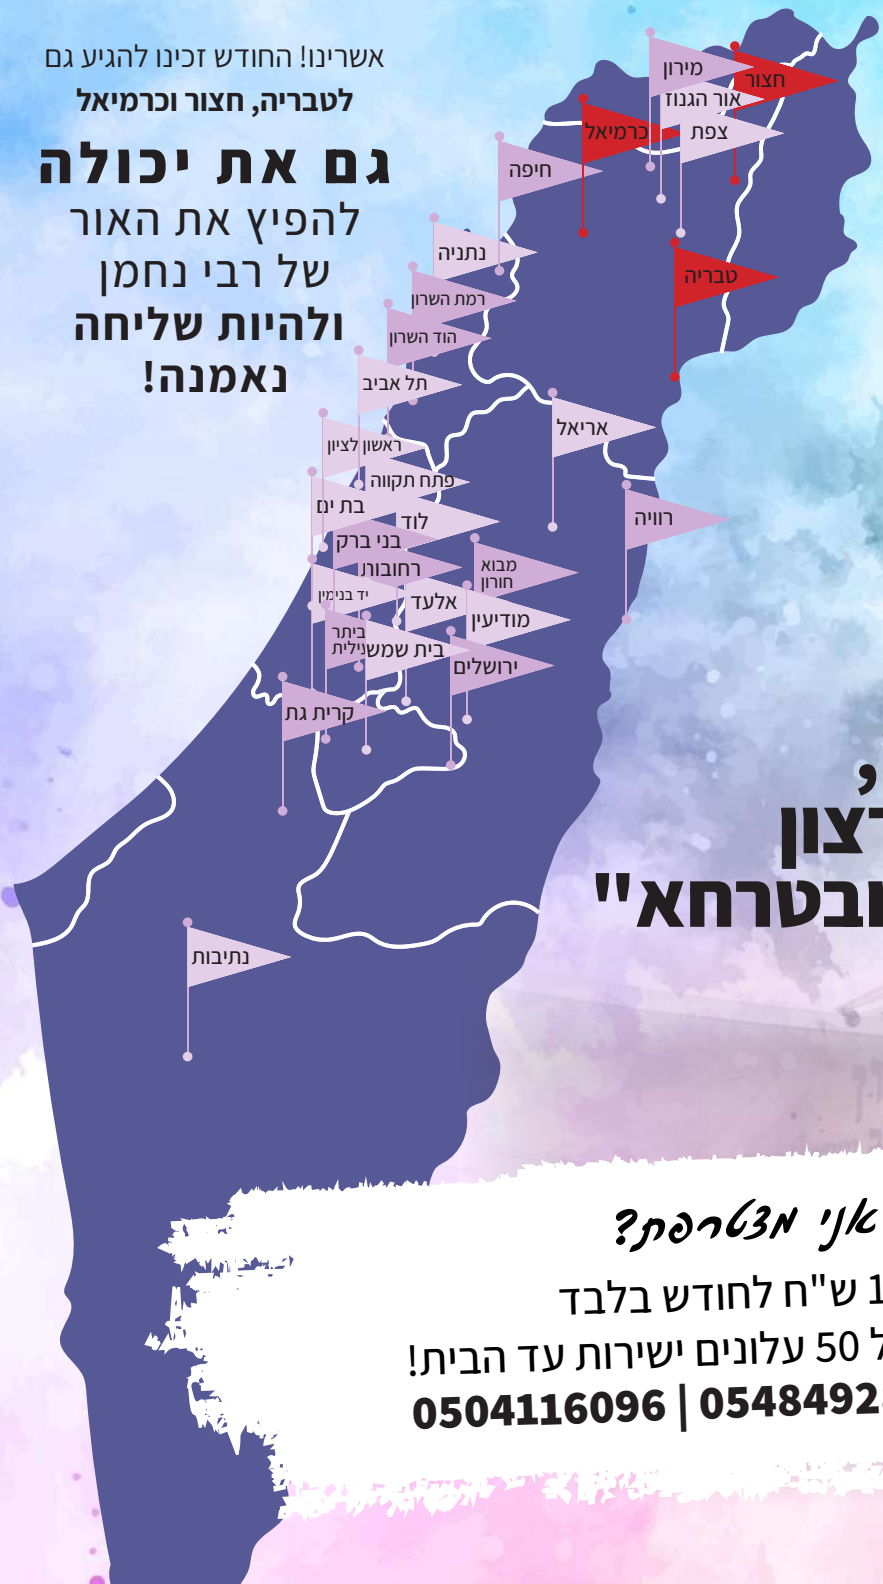 אשרינו! החודש זכינו להגיע גם
לטבריה, חצור וכרמיאל
גם את יכולה
להפיץ את האור
של רבי נחמן
ולהיות שליחה
נאמנה!
מירון
חצור
אור הגנוז
כרמיאל
צפת
חיפה
נתניה
טבריה
רמת השרון
הוד השרון
תל אביב
אריאל
ראשון לציון
פתח תקווה
בת ים
לוד
רוויה
בני ברק
רחובות
מבוא
חורון
יד בנימין
אלעד
מודיעין
ביתר
עילית
בית שמש
ירושלים
קרית גת
,
רצון
ובטרחא"
נתיבות
אני מצטרפת?
1 ש"ח לחודש בלבד
ל 50 עלונים ישירות עד הבית!
0504116096 | 0548492